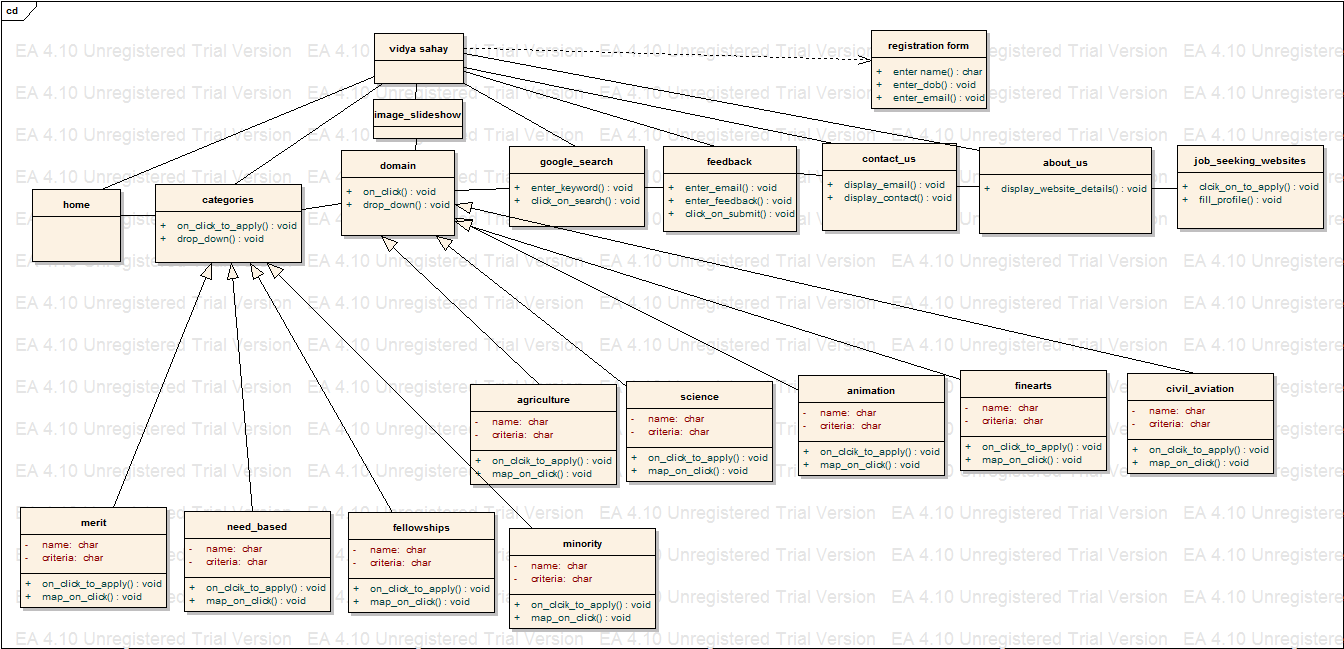 cd
EA 4.10 Unregistered Trial Version
vidya sahay
registration form
+ enter name() : char
+ enter_dob() : void
+ enter_email() : void
image_slideshow
domain
+ on_click() : void
+ drop_down() : void
google_search
+ enter_keyword() : void
+ click_on_search() : void
feedback
+ enter_email() : void
+ enter_feedback() : void
+ click_on_submit() : void
contact_us
+ display_email() : void
+ display_contact() : void
about_us
+ display_website_details() : void
job_seeking_websites
+ clcik_on_to_apply() : void
+ fill_profile() : void
home
categories
+ on_click_to_apply() : void
+ drop_down() : void
agriculture
- name: char
- criteria: char
+ on_clcik_to_apply() : void
+ map_on_click() : void
science
- name: char
- criteria: char
+ on_click_to_apply() : void
+ map_on_click() : void
animation
- name: char
- criteria: char
+ on_clcik_to_apply() : void
+ map_on_click() : void
finearts
- name: char
- criteria: char
+ on_click_to_apply() : void
+ map_on_click() : void
civil_aviation
- name: char
- criteria: char
+ on_clcik_to_apply() : void
+ map_on_click() : void
merit
- name: char
- criteria: char
+ on_click_to_apply() : void
+ map_on_click() : void
need_based
- name: char
- criteria: char
+ on_clcik_to_apply() : void
+ map_on_click() : void
fellowships
- name: char
- criteria: char
+ on_click_to_apply() : void
+ map_on_click() : void
minority
- name: char
- criteria: char
+ on_clcik_to_apply() : void
+ map_on_click() : void